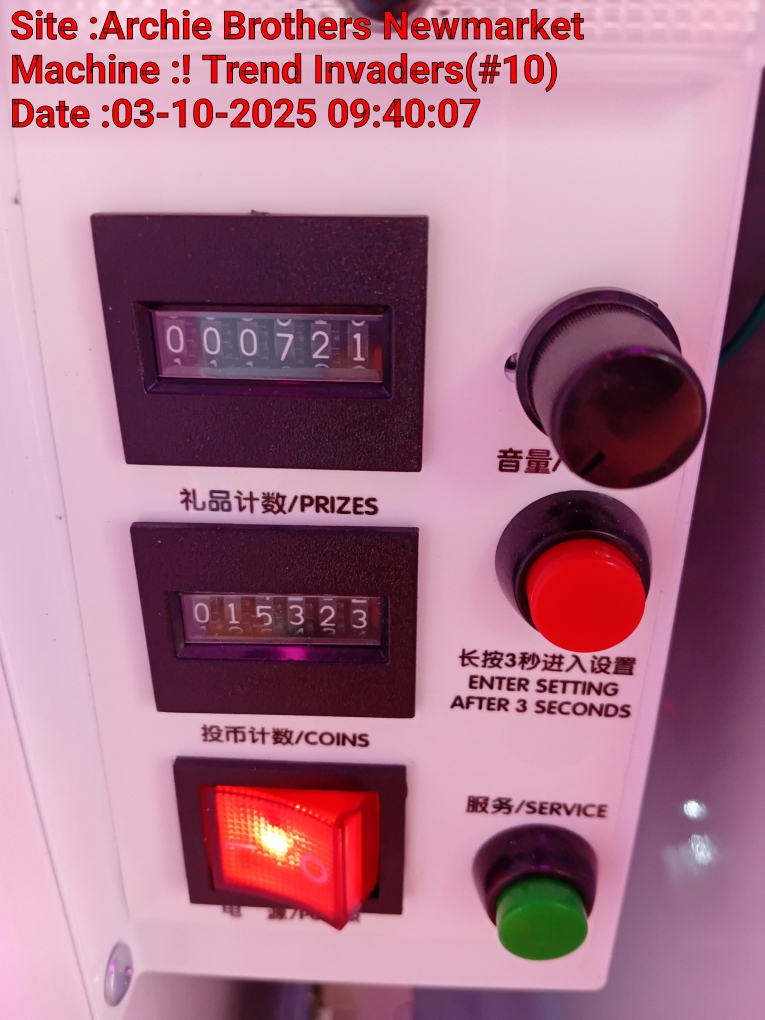 Site :Archie Brothers Newmarket
Machine :! Trend Invaders(#10)
Date :03-10-2025 09:40:07
000721
音量/
礼品计数/PRIZES
015323
长按3秒进入设置
ENTER SETTING
AFTER 3 SECONDS
投币计数/COINS
服务/SERVICE
电 源/